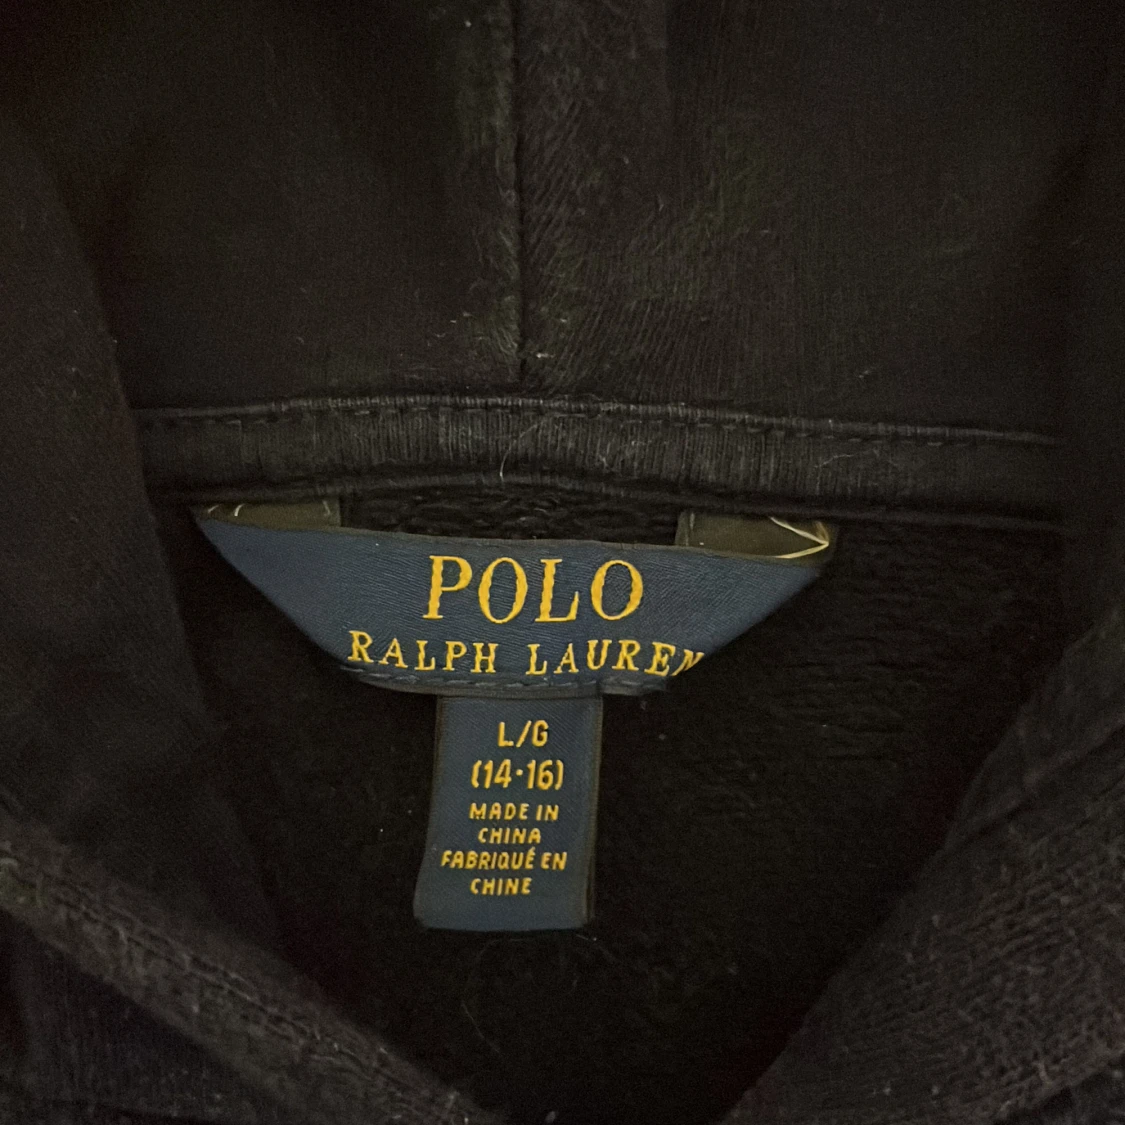 POLO
RALPH LAUREN
L/G
(14·16)
MADE IN
CHINA
FABRIQUÉ EN
CHINE